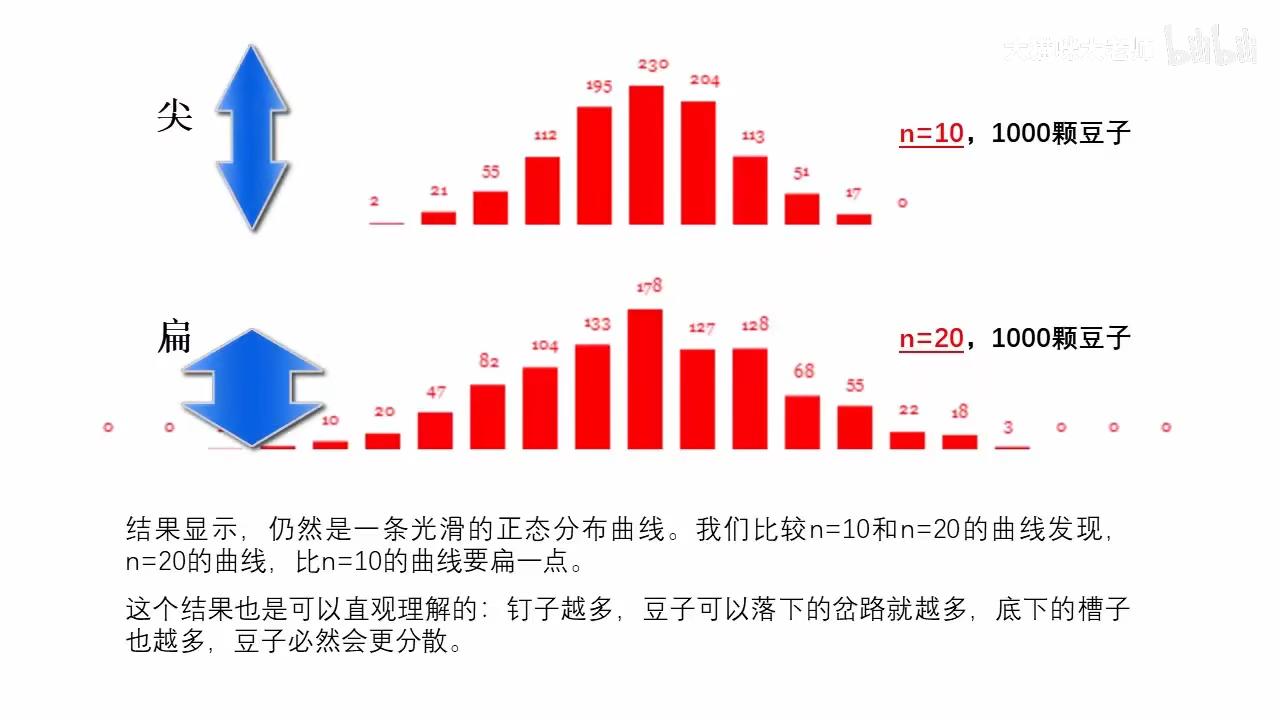 大猫咪大老师 bilibili
尖
230
195 204
112 113
55 51
2 21 17 0
n=10，1000颗豆子
扁
178
133 127 128
104
82 68
47 55
0 0 10 20 22 18 3 0 0 0
n=20，1000颗豆子
结果显示，仍然是一条光滑的正态分布曲线。我们比较n=10和n=20的曲线发现，
n=20的曲线，比n=10的曲线要扁一点。
这个结果也是可以直观理解的：钉子越多，豆子可以落下的岔路就越多，底下的槽子
也越多，豆子必然会更分散。